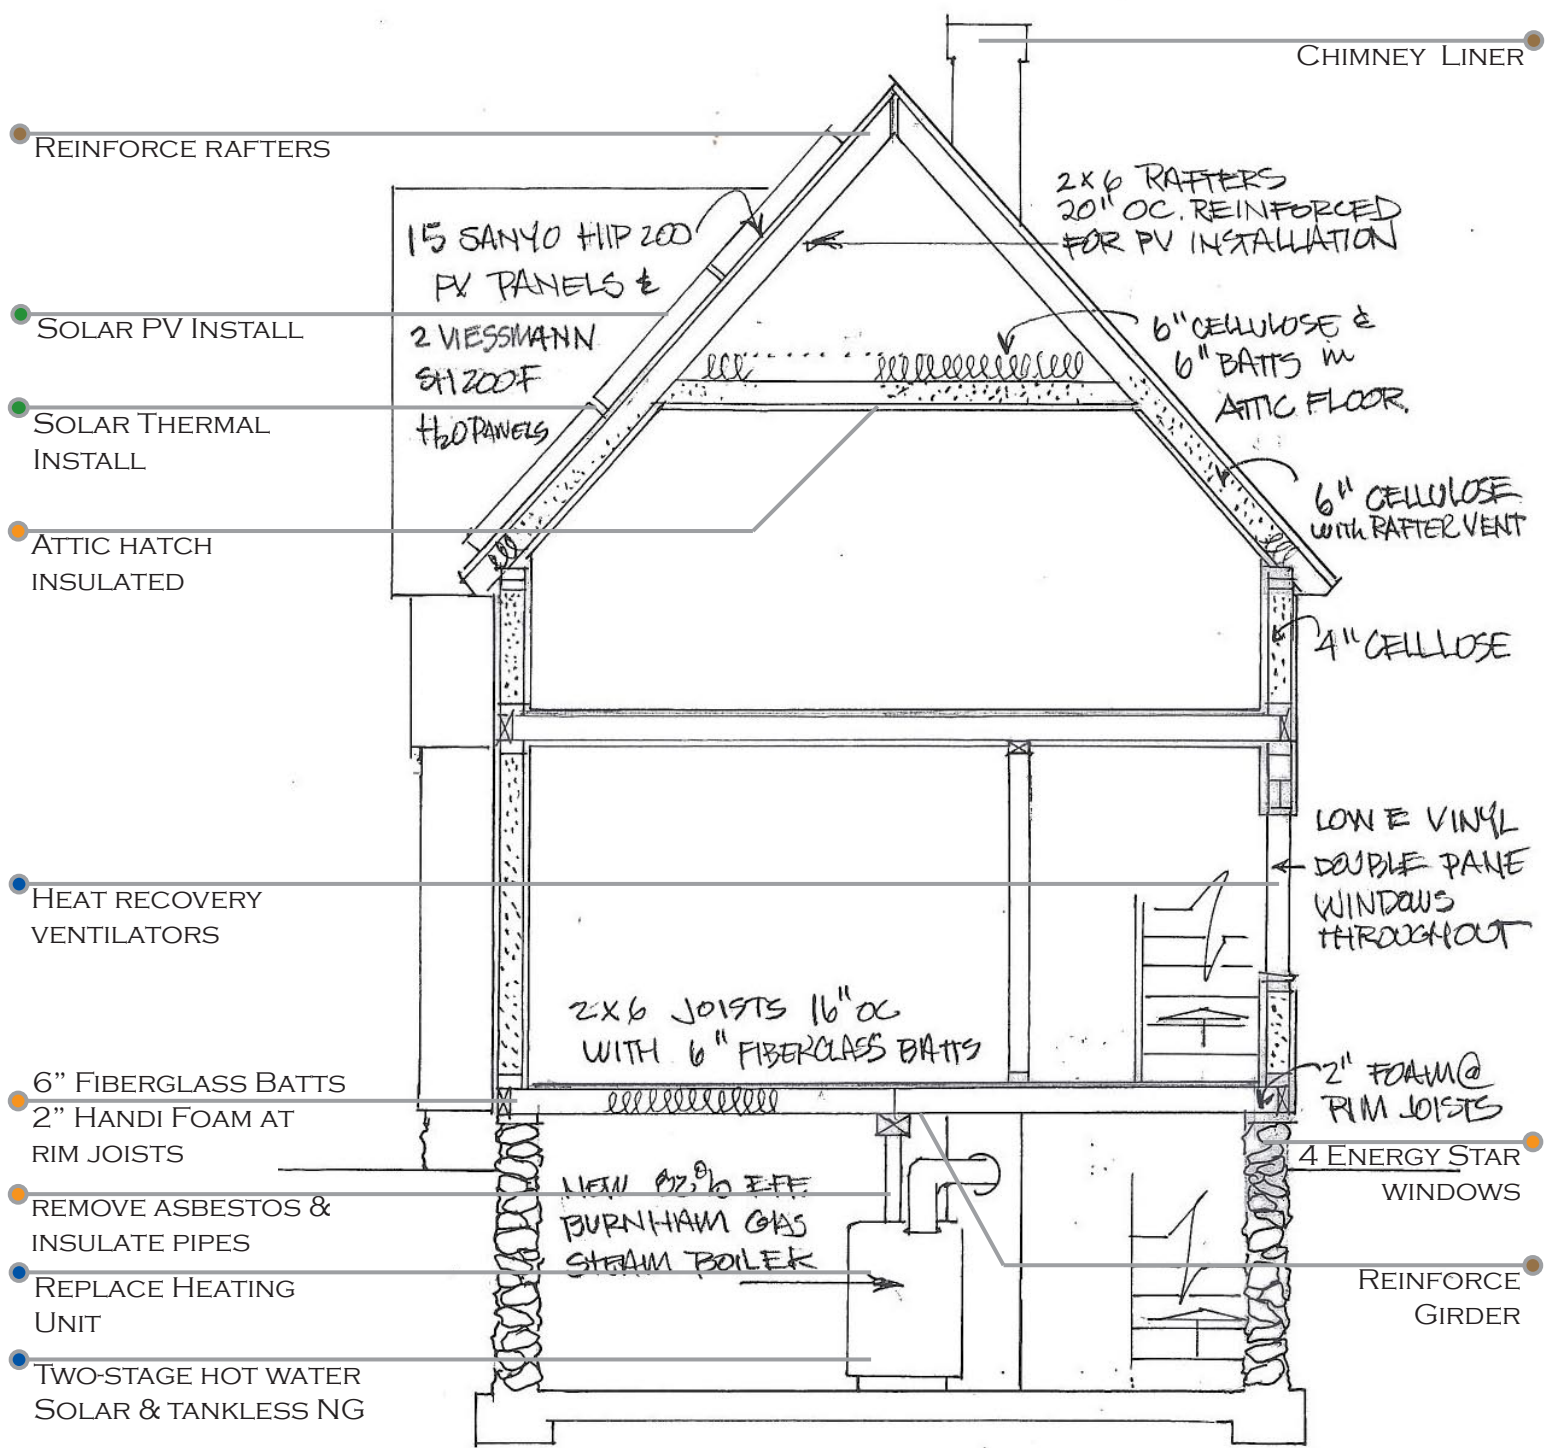 CHIMNEY LINER
REINFORCE RAFTERS
2X6 RAFTERS
20" OC. REINFORCED
FOR PV INSTALLATION
15 SANYO HIP 200
PV PANELS &
SOLAR PV INSTALL
2 VIESSMANN
SH200F
H2O PANELS
6" CELLULOSE &
6" BATTS in
ATTIC FLOOR.
SOLAR THERMAL
INSTALL
6" CELLULOSE
with RAFTER VENT
ATTIC HATCH
INSULATED
4" CELLLOSE
LOW E VINYL
DOUBLE PANE
WINDOWS
THROUGHOUT
HEAT RECOVERY
VENTILATORS
2X6 JOISTS 16" OC
WITH 6" FIBERGLASS BATTS
6” FIBERGLASS BATTS
2” HANDI FOAM AT
RIM JOISTS
2" FOAM @
RIM JOISTS
4 ENERGY STAR
WINDOWS
REMOVE ASBESTOS &
INSULATE PIPES
NEW 82% EFF
BURNHAM GAS
STEAM BOILER
REPLACE HEATING
UNIT
REINFORCE
GIRDER
TWO-STAGE HOT WATER
SOLAR & TANKLESS NG